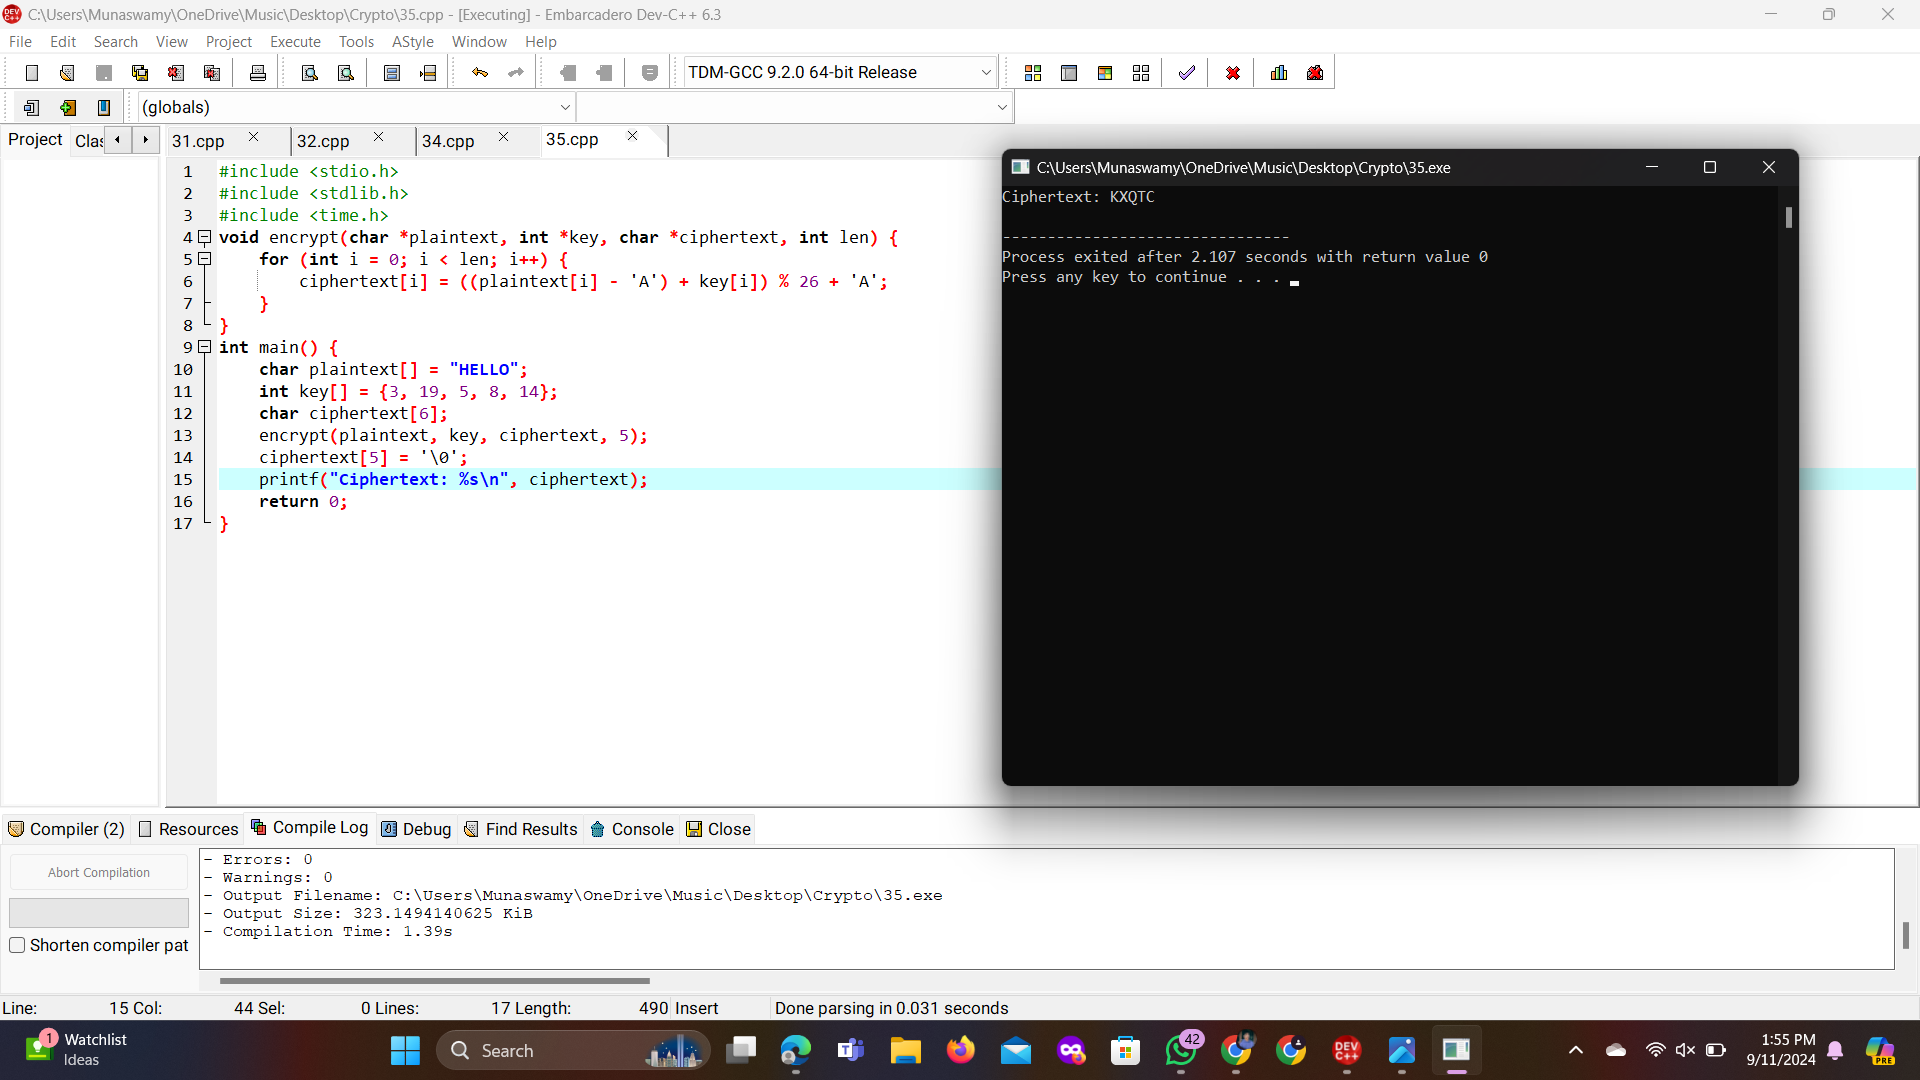 C:\Users\Munaswamy\OneDrive\Music\Desktop\Crypto\35.cpp - [Executing] - Embarcadero Dev-C++ 6.3
File Edit Search View Project Execute Tools AStyle Window Help
TDM-GCC 9.2.0 64-bit Release
(globals)
Project Clas
31.cpp 32.cpp 34.cpp 35.cpp
1 #include <stdio.h>
2 #include <stdlib.h>
3 #include <time.h>
4 void encrypt(char *plaintext, int *key, char *ciphertext, int len) {
5     for (int i = 0; i < len; i++) {
6         ciphertext[i] = ((plaintext[i] - 'A') + key[i]) % 26 + 'A';
7     }
8 }
9 int main() {
10     char plaintext[] = "HELLO";
11     int key[] = {3, 19, 5, 8, 14};
12     char ciphertext[6];
13     encrypt(plaintext, key, ciphertext, 5);
14     ciphertext[5] = '\0';
15     printf("Ciphertext: %s\n", ciphertext);
16     return 0;
17 }
C:\Users\Munaswamy\OneDrive\Music\Desktop\Crypto\35.exe
Ciphertext: KXQTC
--------------------------------
Process exited after 2.107 seconds with return value 0
Press any key to continue . . .
Compiler (2) Resources Compile Log Debug Find Results Console Close
Abort Compilation
Shorten compiler pat
- Errors: 0
- Warnings: 0
- Output Filename: C:\Users\Munaswamy\OneDrive\Music\Desktop\Crypto\35.exe
- Output Size: 323.1494140625 KiB
- Compilation Time: 1.39s
Line: 15 Col: 44 Sel: 0 Lines: 17 Length: 490 Insert Done parsing in 0.031 seconds
1
Watchlist
Ideas
Search
42
DEV C++
1:55 PM
9/11/2024
PRE